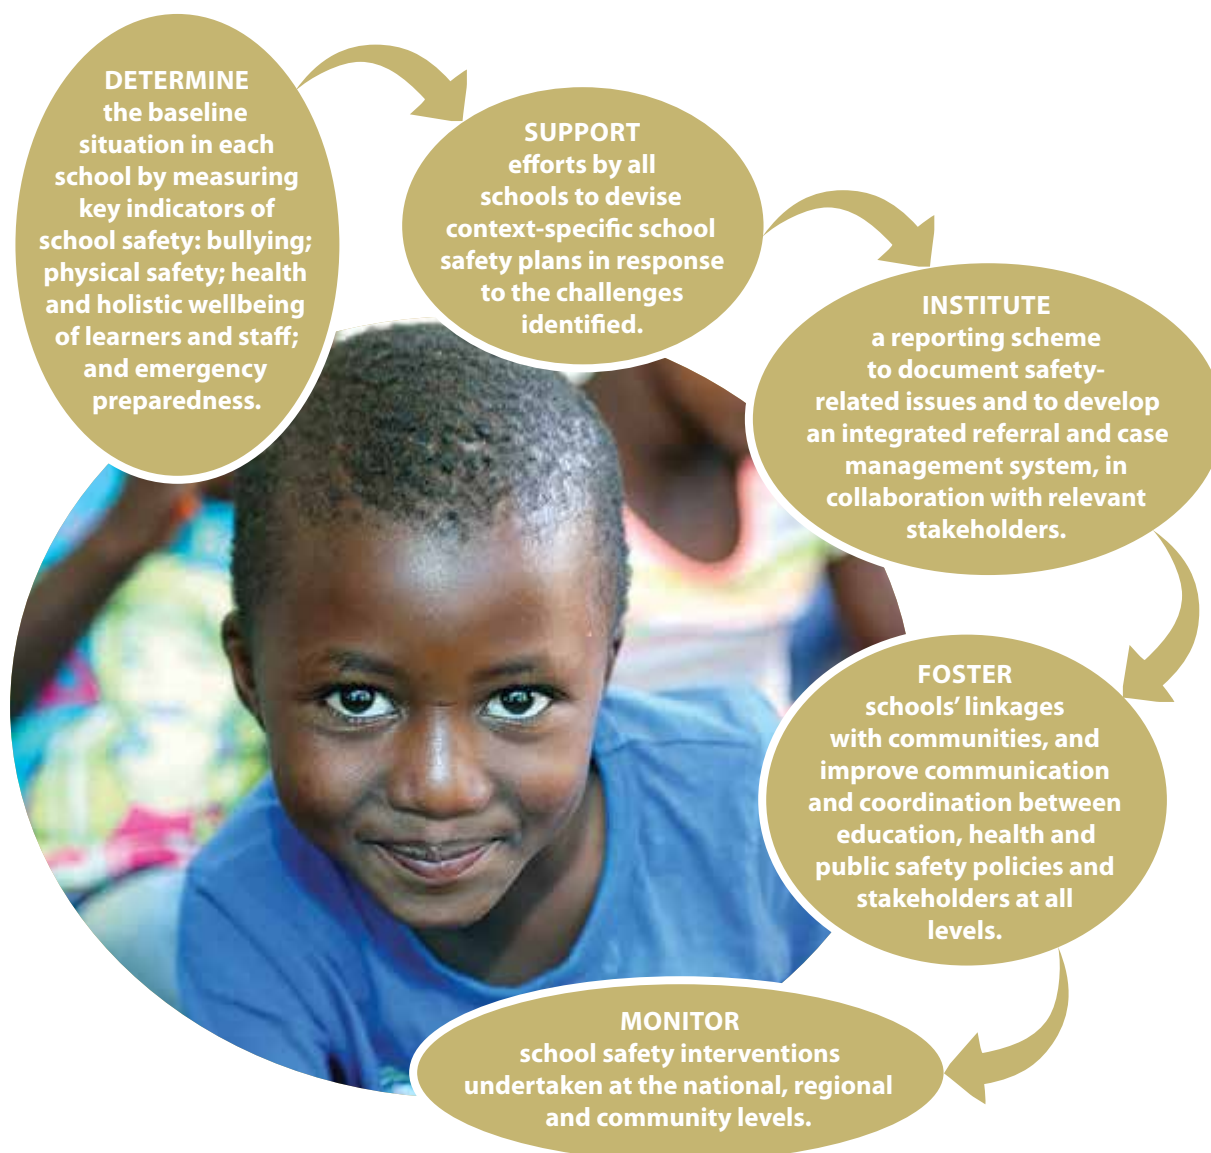 DETERMINE
the baseline
situation in each
school by measuring
key indicators of
school safety: bullying;
physical safety; health
and holistic wellbeing
of learners and staff;
and emergency
preparedness.
SUPPORT
efforts by all
schools to devise
context-specific school
safety plans in response
to the challenges
identified.
INSTITUTE
a reporting scheme
to document safety-
related issues and to develop
an integrated referral and case
management system, in
collaboration with relevant
stakeholders.
FOSTER
schools’ linkages
with communities, and
improve communication
and coordination between
education, health and
public safety policies and
stakeholders at all
levels.
MONITOR
school safety interventions
undertaken at the national, regional
and community levels.